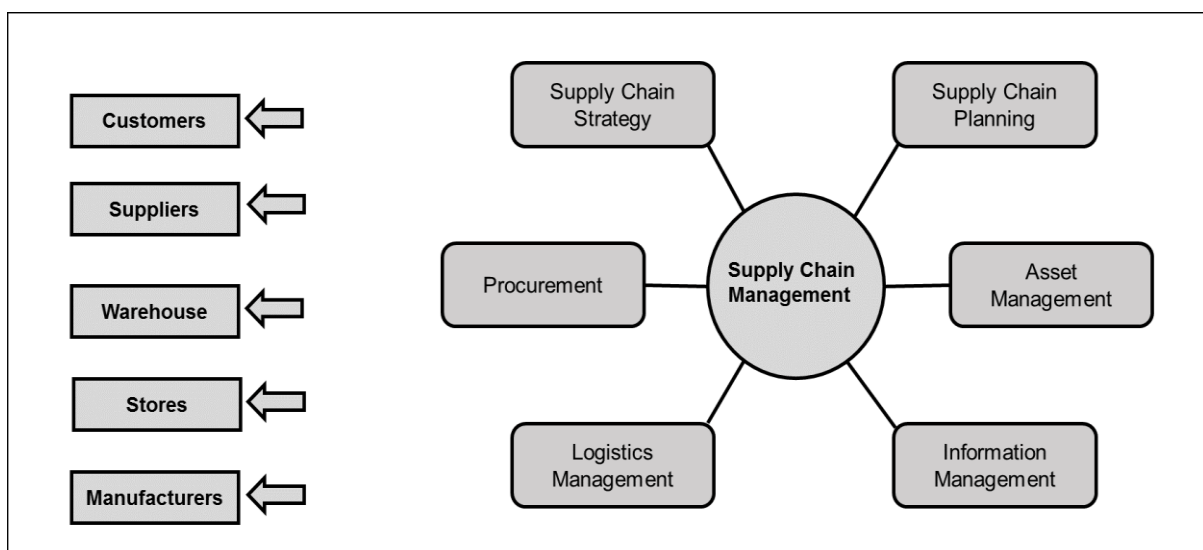 Customers
Suppliers
Warehouse
Stores
Manufacturers
Supply Chain
Strategy
Supply Chain
Planning
Procurement
Supply Chain
Management
Asset
Management
Logistics
Management
Information
Management